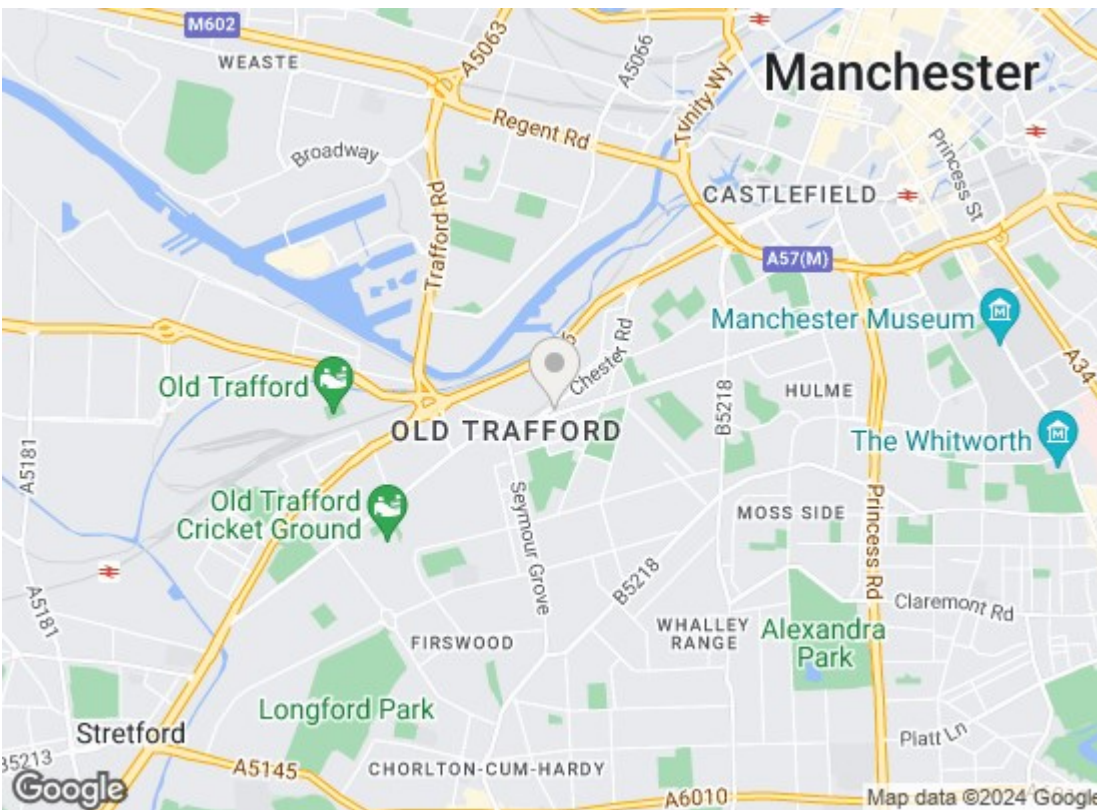 M602
WEASTE
A5063
A5066
Trinity Wy
Manchester
Regent Rd
Broadway
Princess St
CASTLEFIELD
Trafford Rd
A57(M)
Manchester Museum
Chester Rd
A34
Old Trafford
HULME
B5218
OLD TRAFFORD
The Whitworth
A5181
Seymour Grove
Old Trafford
Cricket Ground
MOSS SIDE
Princess Rd
B5218
A5181
Claremont Rd
FIRSWOOD
WHALLEY
RANGE
Alexandra
Park
Longford Park
Stretford
Platt Ln
B5213
A5145
CHORLTON-CUM-HARDY
A6010
Google
Map data ©2024 Google